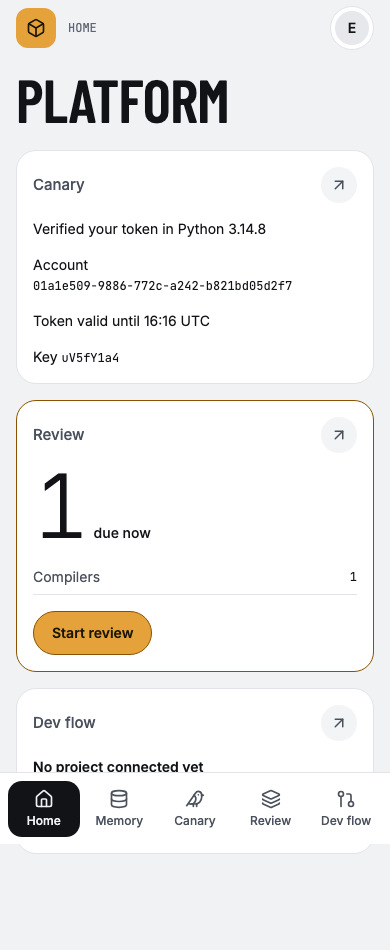 HOME
E
PLATFORM
Canary
Verified your token in Python 3.14.8
Account
01a1e509-9886-772c-a242-b821bd05d2f7
Token valid until 16:16 UTC
Key uV5fY1a4
Review
1 due now
Compilers 1
Start review
Dev flow
No project connected yet
Home Memory Canary Review Dev flow